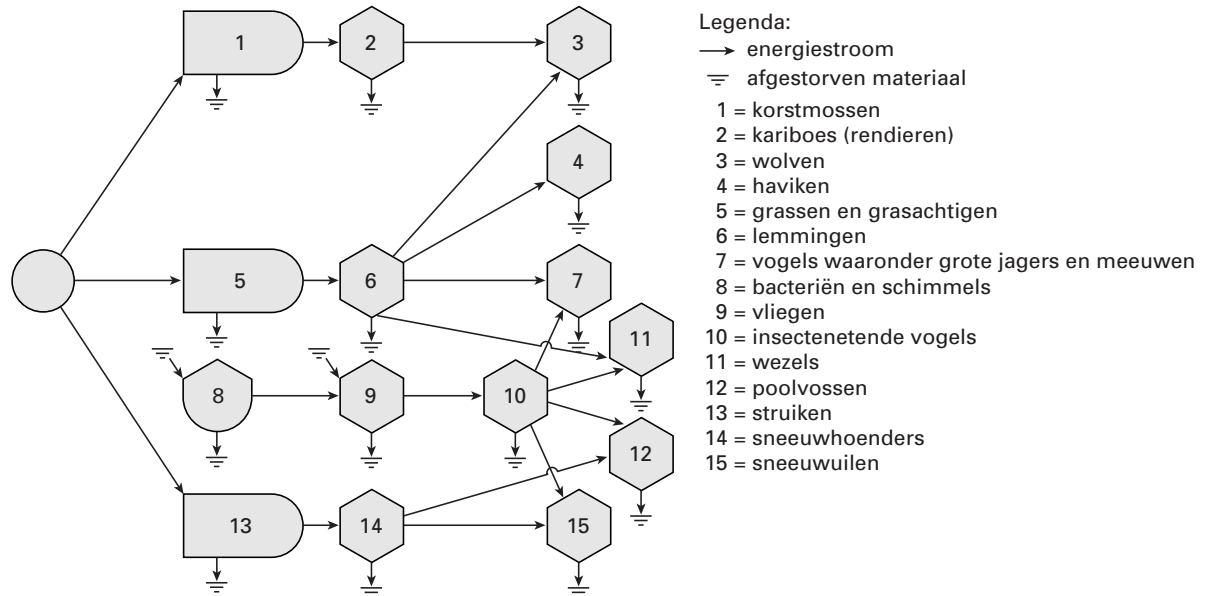 1
2
3
4
5
6
7
8
9
10
11
12
13
14
15
Legenda:
energiestroom
afgestorven materiaal
1 = korstmossen
2 = kariboes (rendieren)
3 = wolven
4 = haviken
5 = grassen en grasachtigen
6 = lemmingen
7 = vogels waaronder grote jagers en meeuwen
8 = bacteriën en schimmels
9 = vliegen
10 = insectenetende vogels
11 = wezels
12 = poolvossen
13 = struiken
14 = sneeuwhoenders
15 = sneeuwuilen